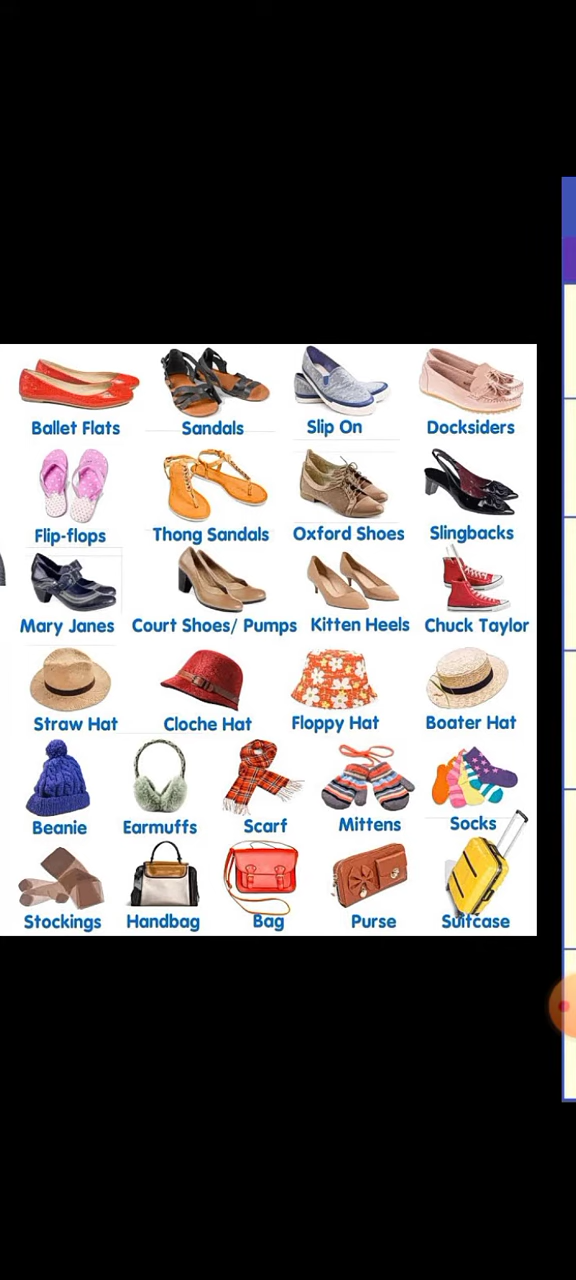 Ballet Flats Sandals Slip On Docksiders
Flip-flops Thong Sandals Oxford Shoes Slingbacks
Mary Janes Court Shoes/ Pumps Kitten Heels Chuck Taylor
Straw Hat Cloche Hat Floppy Hat Boater Hat
Beanie Earmuffs Scarf Mittens Socks
Stockings Handbag Bag Purse Suitcase